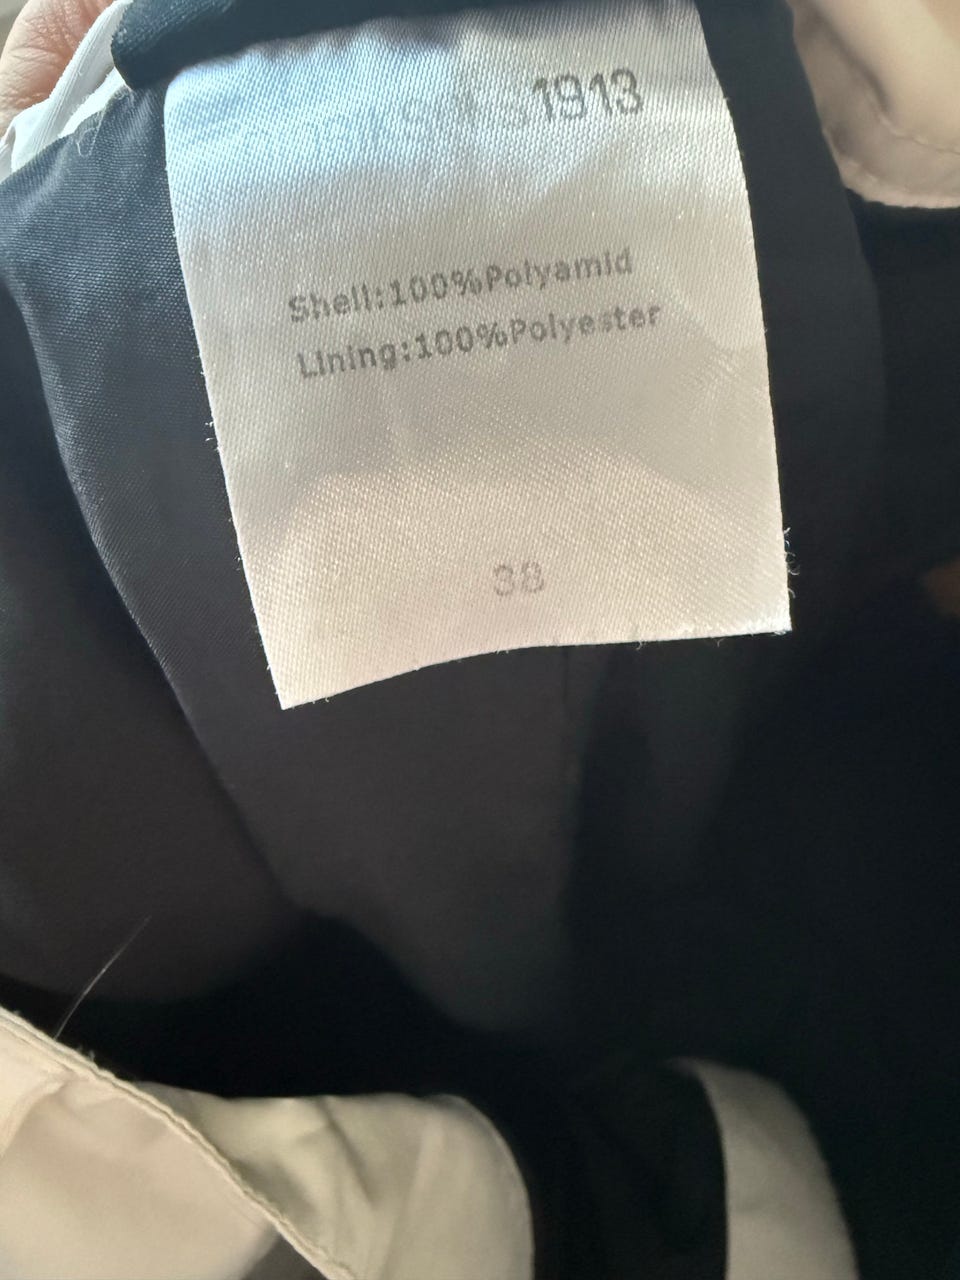 1913
Shell:100%Polyamid
Lining:100%Polyester
38